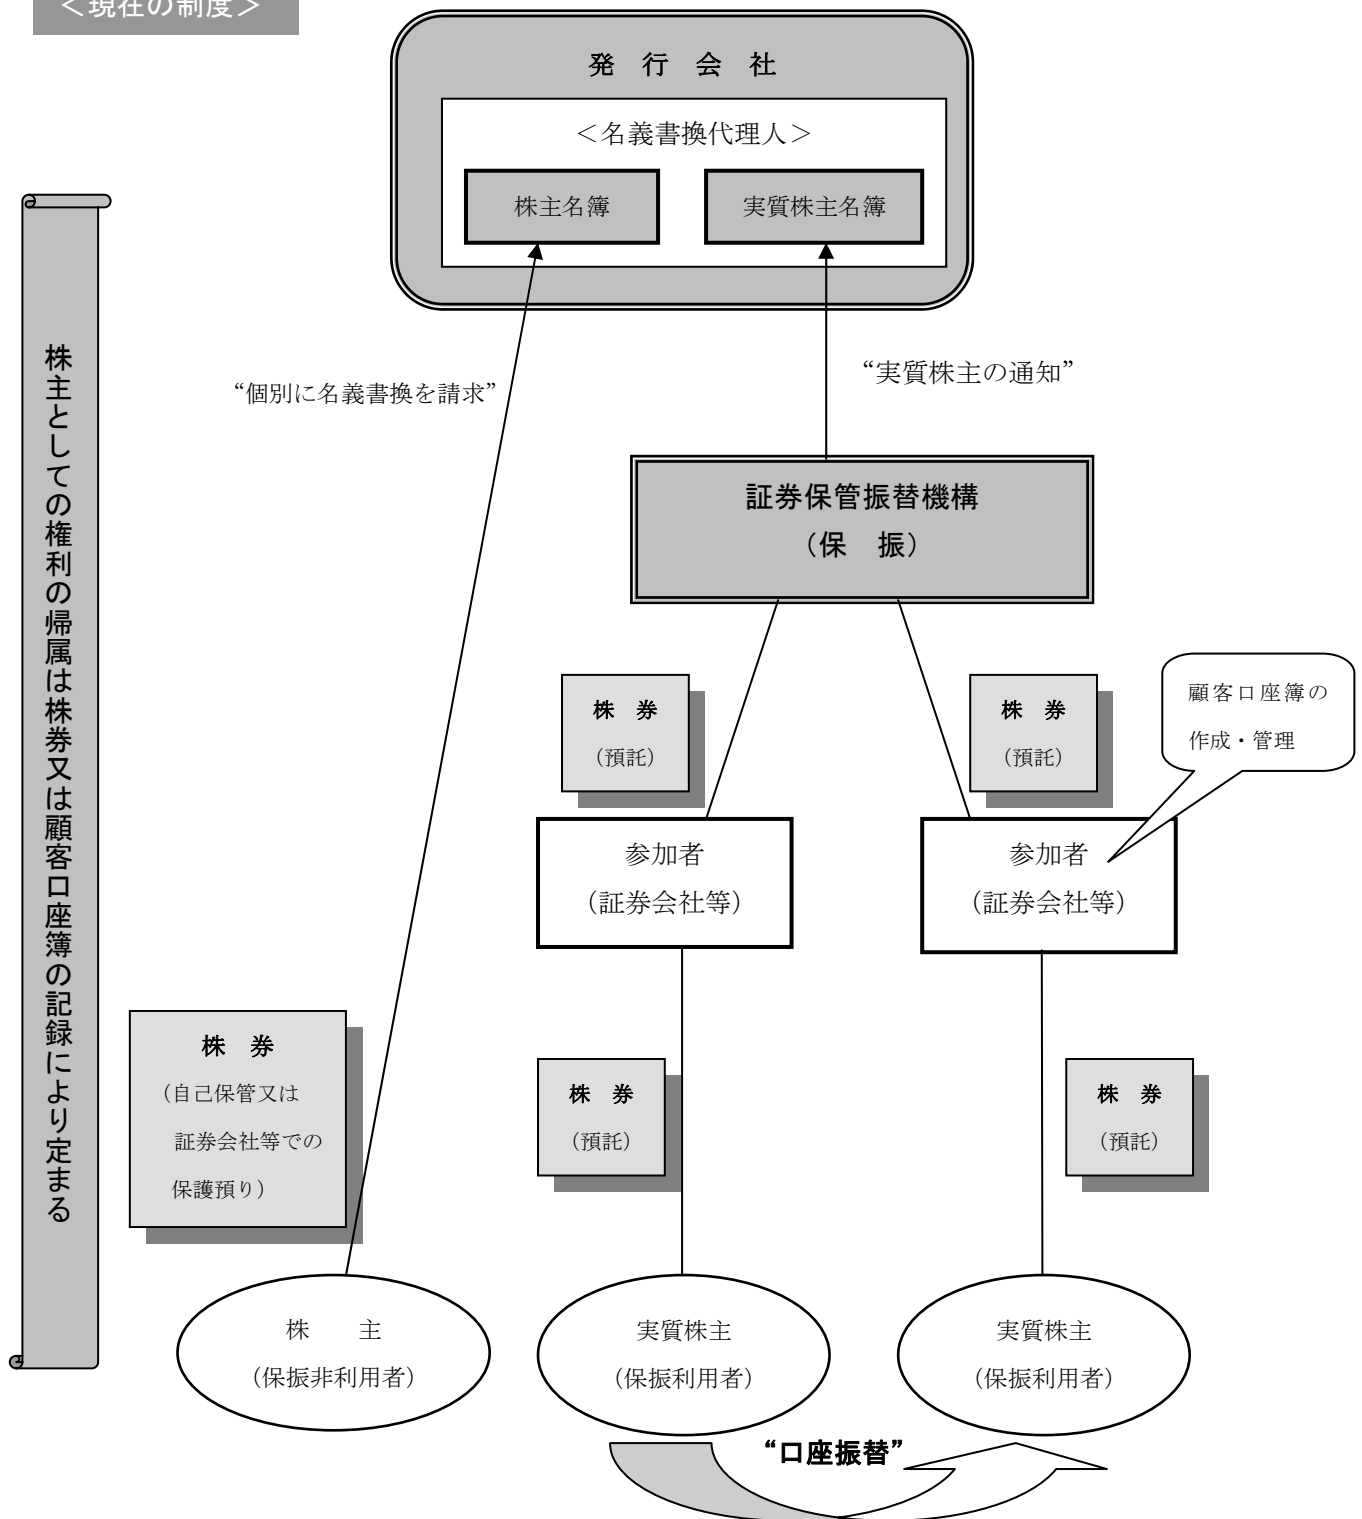 ＜現在の制度＞
発　行　会　社
＜名義書換代理人＞
株主名簿
実質株主名簿
“個別に名義書換を請求”
“実質株主の通知”
株主としての権利の帰属は株券又は顧客口座簿の記録により定まる
証券保管振替機構
（保　振）
株　券
（預託）
株　券
（預託）
顧客口座簿の
作成・管理
参加者
（証券会社等）
参加者
（証券会社等）
株　券
（自己保管又は
証券会社等での
保護預り）
株　券
（預託）
株　券
（預託）
株　　主
（保振非利用者）
実質株主
（保振利用者）
実質株主
（保振利用者）
“口座振替”